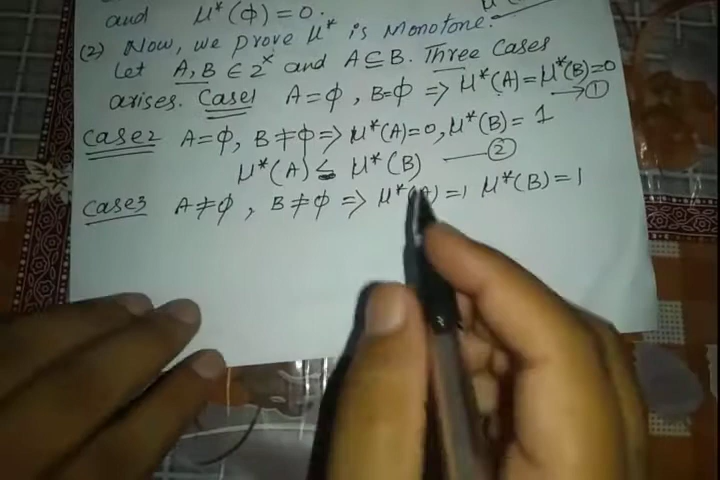 and μ*(ϕ)=0.
(2) Now, we prove μ* is Monotone.
Let A, B ∈ 2^x and A⊆B. Three Cases
arises. Case1 A=ϕ, B=ϕ => μ*(A)=μ*(B)=0 → ①
Case2 A=ϕ, B≠ϕ => μ*(A)=0, μ*(B)=1
μ*(A) ≤ μ*(B) — ②
Case3 A≠ϕ, B≠ϕ => μ*(A)=1 μ*(B)=1